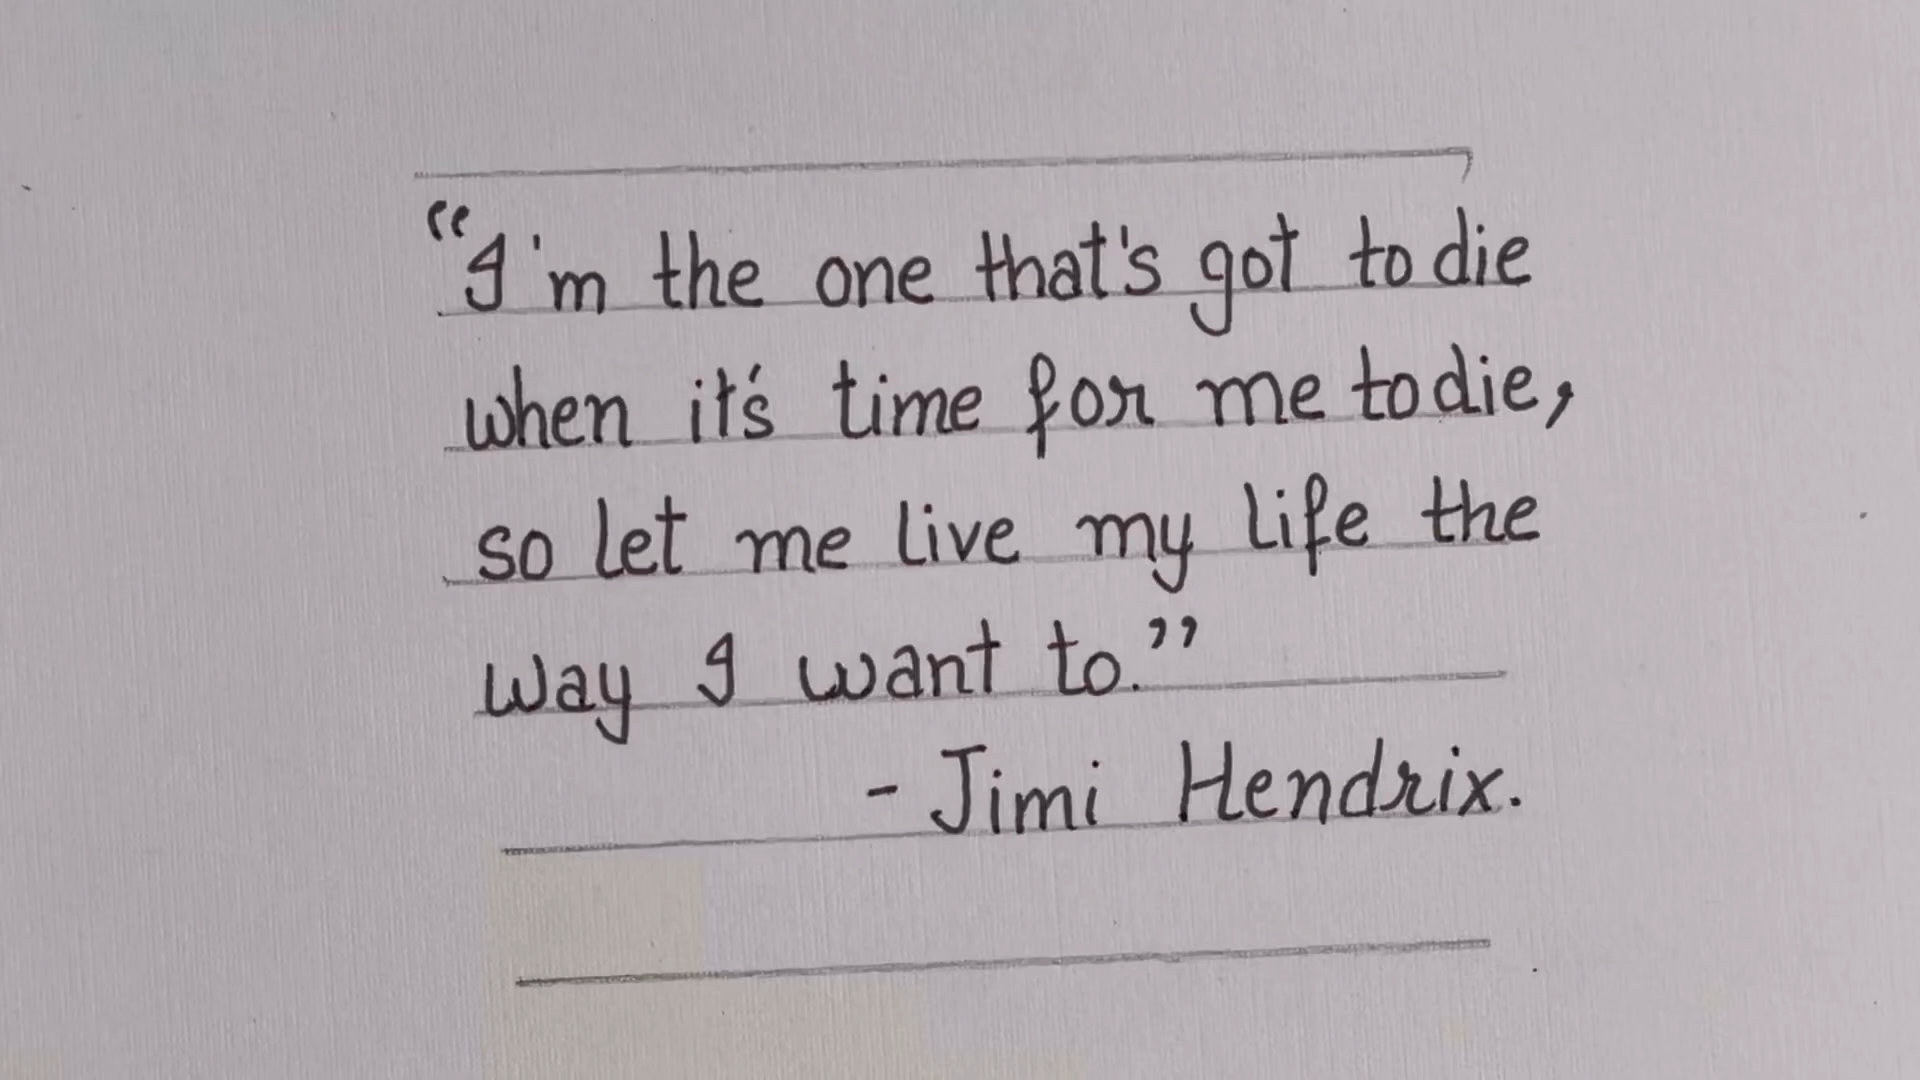 “I'm the one that's got to die
when it's time for me to die,
so let me live my life the
way I want to.”
- Jimi Hendrix.